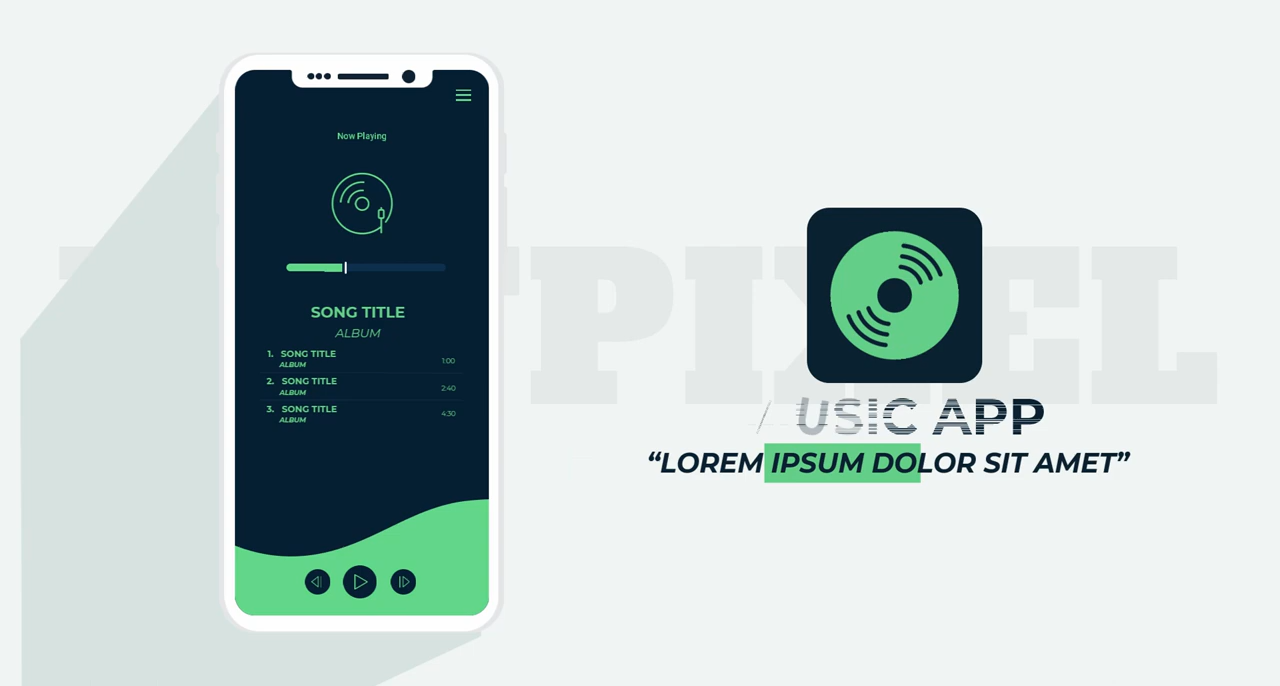 Now Playing
SONG TITLE
ALBUM
1. SONG TITLE
ALBUM
1:00
2. SONG TITLE
ALBUM
2:40
3. SONG TITLE
ALBUM
4:30
USIC APP
“LOREM IPSUM DOLOR SIT AMET”